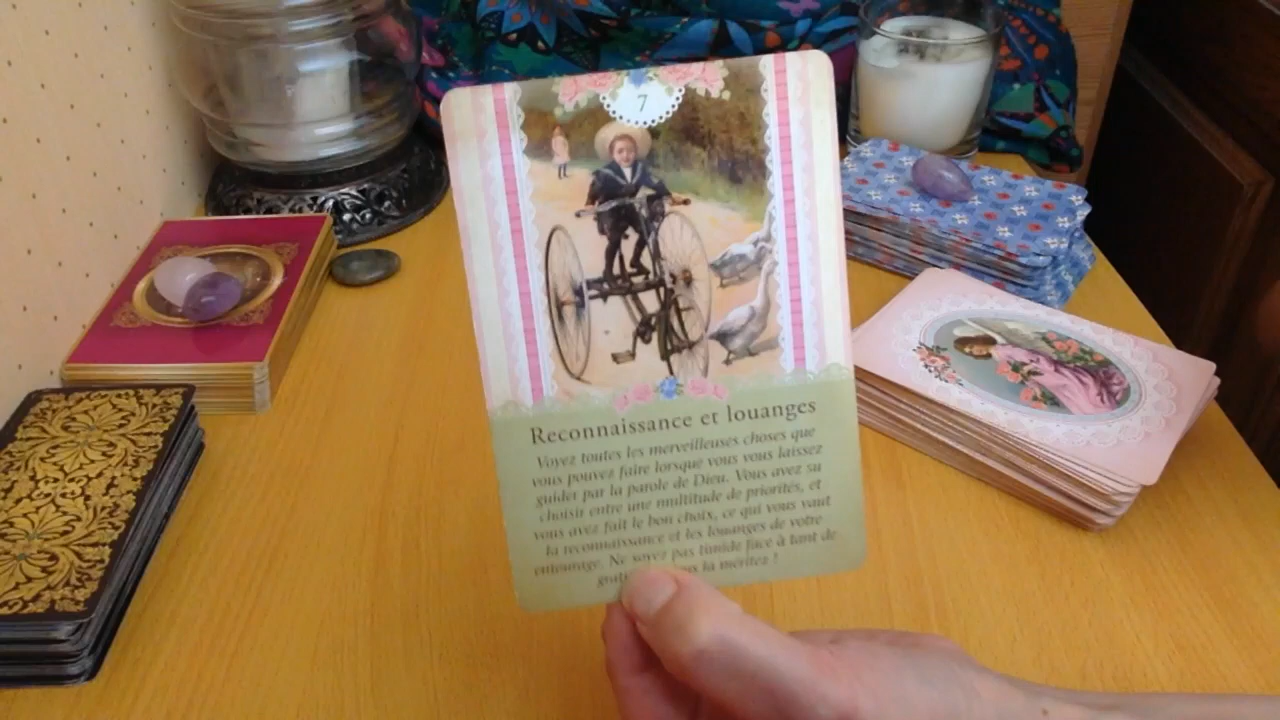 7
Reconnaissance et louanges
Voyez toutes les merveilleuses choses que
vous pouvez faire lorsque vous vous laissez
guider par la parole de Dieu. Vous avez su
choisir entre une multitude de priorités, et
vous avez fait le bon choix, ce qui vous vaut
la reconnaissance et les louanges de votre
entourage. Ne soyez pas timide face à tant de
la méritez !